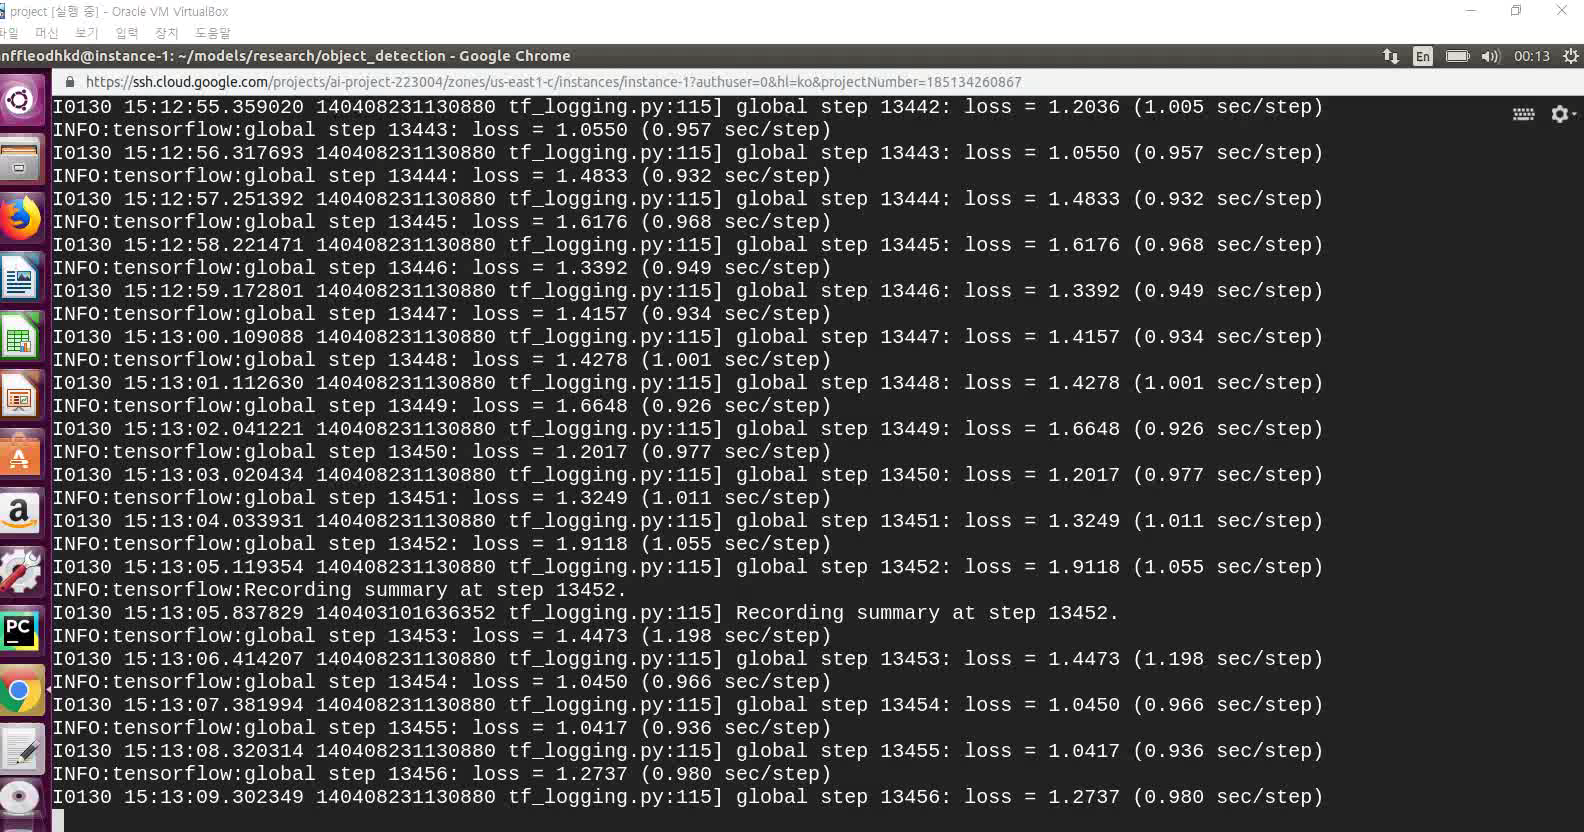 project [실행 중] - Oracle VM VirtualBox
파일 머신 보기 입력 장치 도움말
nffleodhkd@instance-1: ~/models/research/object_detection - Google Chrome
En 00:13
https://ssh.cloud.google.com/projects/ai-project-223004/zones/us-east1-c/instances/instance-1?authuser=0&hl=ko&projectNumber=185134260867
I0130 15:12:55.359020 140408231130880 tf_logging.py:115] global step 13442: loss = 1.2036 (1.005 sec/step)
INFO:tensorflow:global step 13443: loss = 1.0550 (0.957 sec/step)
I0130 15:12:56.317693 140408231130880 tf_logging.py:115] global step 13443: loss = 1.0550 (0.957 sec/step)
INFO:tensorflow:global step 13444: loss = 1.4833 (0.932 sec/step)
I0130 15:12:57.251392 140408231130880 tf_logging.py:115] global step 13444: loss = 1.4833 (0.932 sec/step)
INFO:tensorflow:global step 13445: loss = 1.6176 (0.968 sec/step)
I0130 15:12:58.221471 140408231130880 tf_logging.py:115] global step 13445: loss = 1.6176 (0.968 sec/step)
INFO:tensorflow:global step 13446: loss = 1.3392 (0.949 sec/step)
I0130 15:12:59.172801 140408231130880 tf_logging.py:115] global step 13446: loss = 1.3392 (0.949 sec/step)
INFO:tensorflow:global step 13447: loss = 1.4157 (0.934 sec/step)
I0130 15:13:00.109088 140408231130880 tf_logging.py:115] global step 13447: loss = 1.4157 (0.934 sec/step)
INFO:tensorflow:global step 13448: loss = 1.4278 (1.001 sec/step)
I0130 15:13:01.112630 140408231130880 tf_logging.py:115] global step 13448: loss = 1.4278 (1.001 sec/step)
INFO:tensorflow:global step 13449: loss = 1.6648 (0.926 sec/step)
I0130 15:13:02.041221 140408231130880 tf_logging.py:115] global step 13449: loss = 1.6648 (0.926 sec/step)
INFO:tensorflow:global step 13450: loss = 1.2017 (0.977 sec/step)
I0130 15:13:03.020434 140408231130880 tf_logging.py:115] global step 13450: loss = 1.2017 (0.977 sec/step)
INFO:tensorflow:global step 13451: loss = 1.3249 (1.011 sec/step)
I0130 15:13:04.033931 140408231130880 tf_logging.py:115] global step 13451: loss = 1.3249 (1.011 sec/step)
INFO:tensorflow:global step 13452: loss = 1.9118 (1.055 sec/step)
I0130 15:13:05.119354 140408231130880 tf_logging.py:115] global step 13452: loss = 1.9118 (1.055 sec/step)
INFO:tensorflow:Recording summary at step 13452.
I0130 15:13:05.837829 140403101636352 tf_logging.py:115] Recording summary at step 13452.
INFO:tensorflow:global step 13453: loss = 1.4473 (1.198 sec/step)
I0130 15:13:06.414207 140408231130880 tf_logging.py:115] global step 13453: loss = 1.4473 (1.198 sec/step)
INFO:tensorflow:global step 13454: loss = 1.0450 (0.966 sec/step)
I0130 15:13:07.381994 140408231130880 tf_logging.py:115] global step 13454: loss = 1.0450 (0.966 sec/step)
INFO:tensorflow:global step 13455: loss = 1.0417 (0.936 sec/step)
I0130 15:13:08.320314 140408231130880 tf_logging.py:115] global step 13455: loss = 1.0417 (0.936 sec/step)
INFO:tensorflow:global step 13456: loss = 1.2737 (0.980 sec/step)
I0130 15:13:09.302349 140408231130880 tf_logging.py:115] global step 13456: loss = 1.2737 (0.980 sec/step)
a
PC